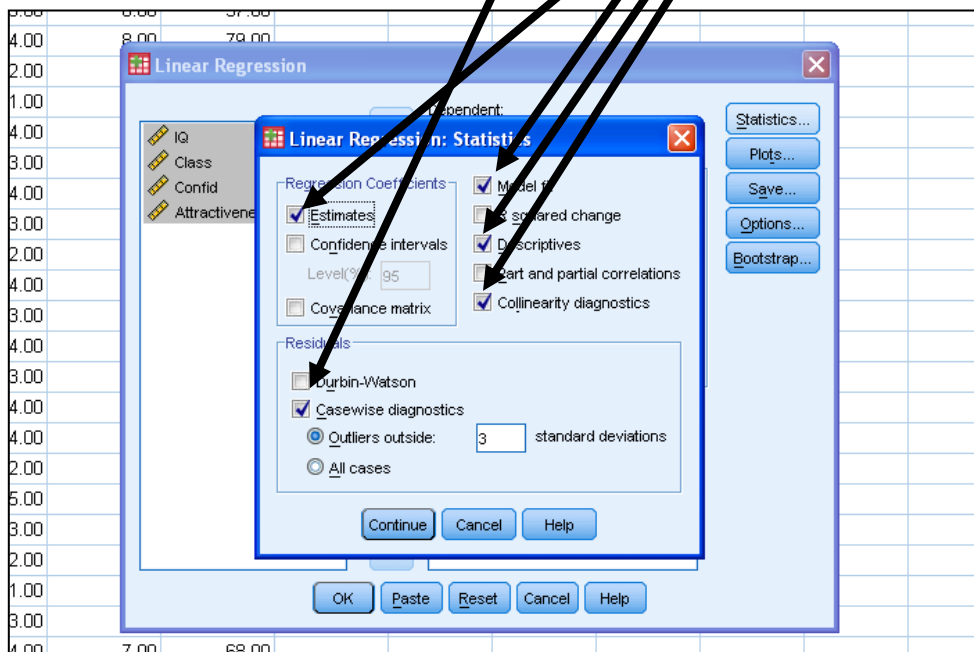 4.00 8.00 79.00
2.00
1.00
4.00
3.00
4.00
3.00
2.00
4.00
3.00
4.00
3.00
4.00
4.00
2.00
5.00
3.00
2.00
1.00
3.00
4.00 7.00 68.00
Linear Regression
Dependent:
IQ
Class
Confid
Attractivene
Statistics...
Plots...
Save...
Options...
Bootstrap...
Linear Regression: Statistics
Regression Coefficients
Estimates
Confidence intervals
Level(%): 95
Covariance matrix
Model fit
R squared change
Descriptives
Part and partial correlations
Collinearity diagnostics
Residuals
Durbin-Watson
Casewise diagnostics
Outliers outside: 3 standard deviations
All cases
Continue Cancel Help
OK Paste Reset Cancel Help